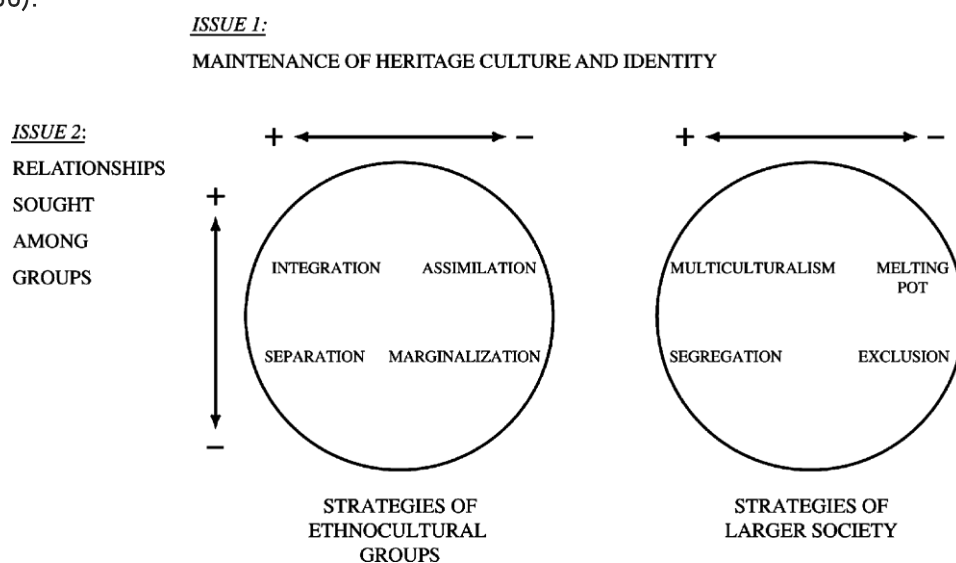 ISSUE 1:
MAINTENANCE OF HERITAGE CULTURE AND IDENTITY
ISSUE 2:
RELATIONSHIPS
SOUGHT
AMONG
GROUPS
+ −
+ −
+
−
INTEGRATION ASSIMILATION
SEPARATION MARGINALIZATION
MULTICULTURALISM MELTING
POT
SEGREGATION EXCLUSION
STRATEGIES OF
ETHNOCULTURAL
GROUPS
STRATEGIES OF
LARGER SOCIETY